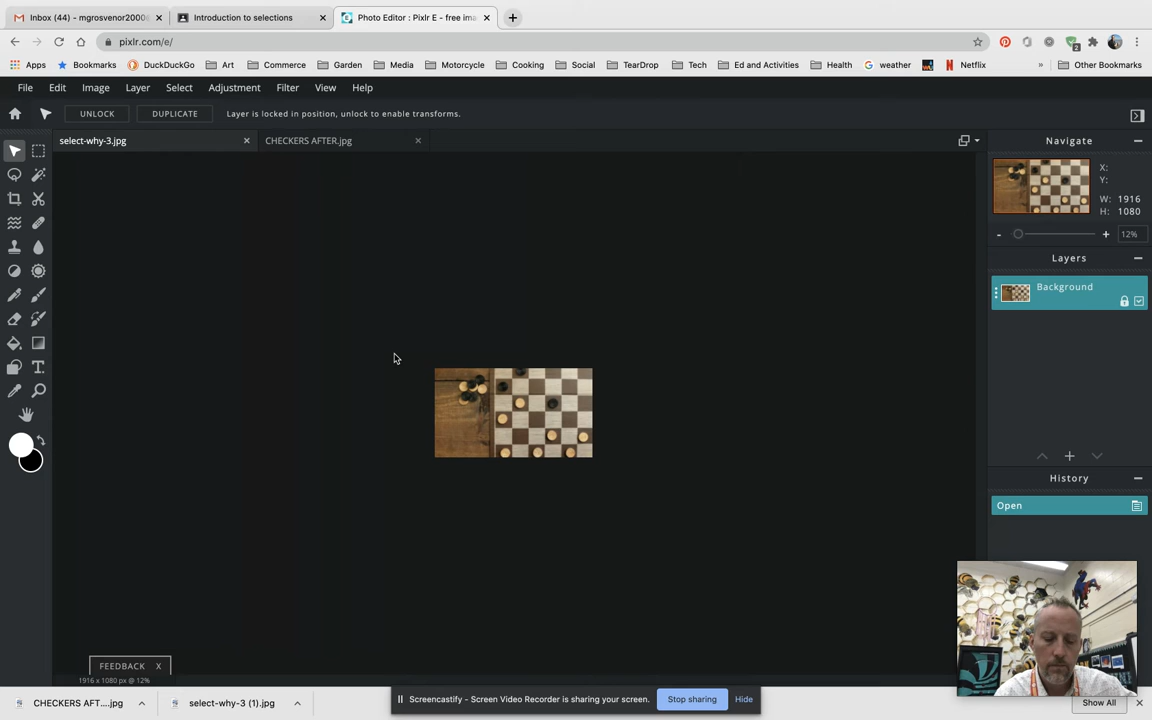 Inbox (44) – mgrosvenor2000@
Introduction to selections
Photo Editor : Pixlr E - free ima
pixlr.com/e/
Apps
Bookmarks
DuckDuckGo
Art
Commerce
Garden
Media
Motorcycle
Cooking
Social
TearDrop
Tech
Ed and Activities
Health
weather
Netflix
»
Other Bookmarks
File
Edit
Image
Layer
Select
Adjustment
Filter
View
Help
UNLOCK
DUPLICATE
Layer is locked in position, unlock to enable transforms.
select-why-3.jpg
CHECKERS AFTER.jpg
Navigate
X:
Y:
W: 1916
H: 1080
- + 12%
Layers
Background
History
Open
FEEDBACK X
1916 x 1080 px @ 12%
CHECKERS AFT....jpg
select-why-3 (1).jpg
Screencastify - Screen Video Recorder is sharing your screen.
Stop sharing
Hide
Show All